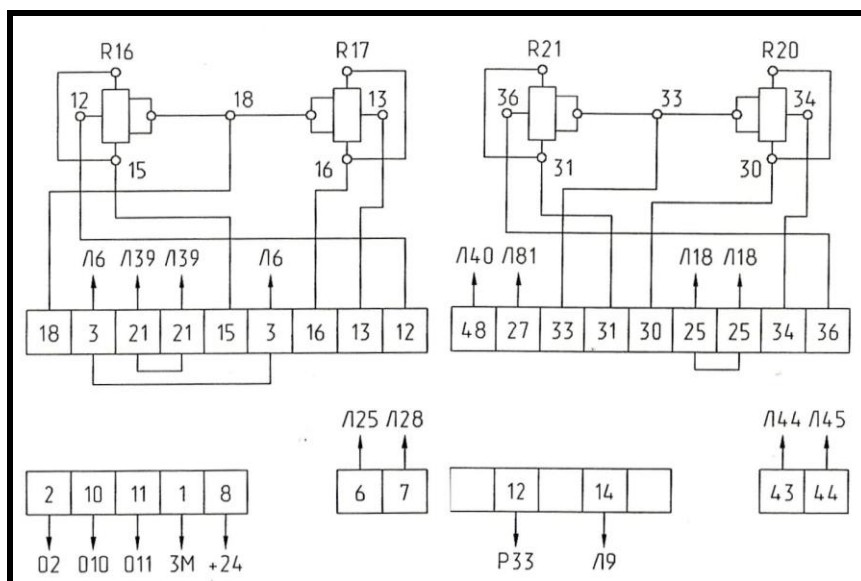 R16 R17 R21 R20
12 18 13 36 33 34
15 16 31 30
Л6 Л39 Л39 Л6 Л40 Л81 Л18 Л18
18 3 21 21 15 3 16 13 12 48 27 33 31 30 25 25 34 36
Л25 Л28 Л44 Л45
2 10 11 1 8 6 7 12 14 43 44
02 010 011 3М +24 Р33 Л9